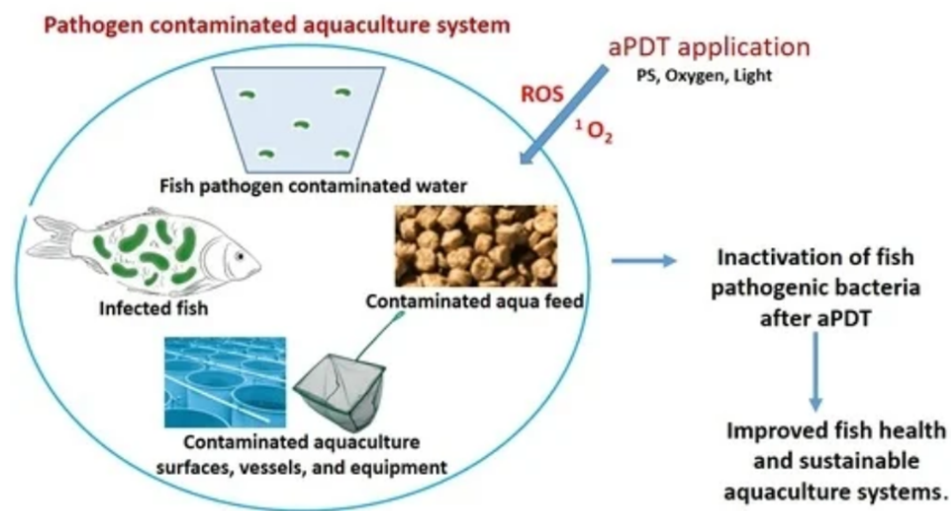 Pathogen contaminated aquaculture system
aPDT application
PS, Oxygen, Light
ROS
¹O₂
Fish pathogen contaminated water
Infected fish
Contaminated aqua feed
Contaminated aquaculture
surfaces, vessels, and equipment
Inactivation of fish
pathogenic bacteria
after aPDT
Improved fish health
and sustainable
aquaculture systems.